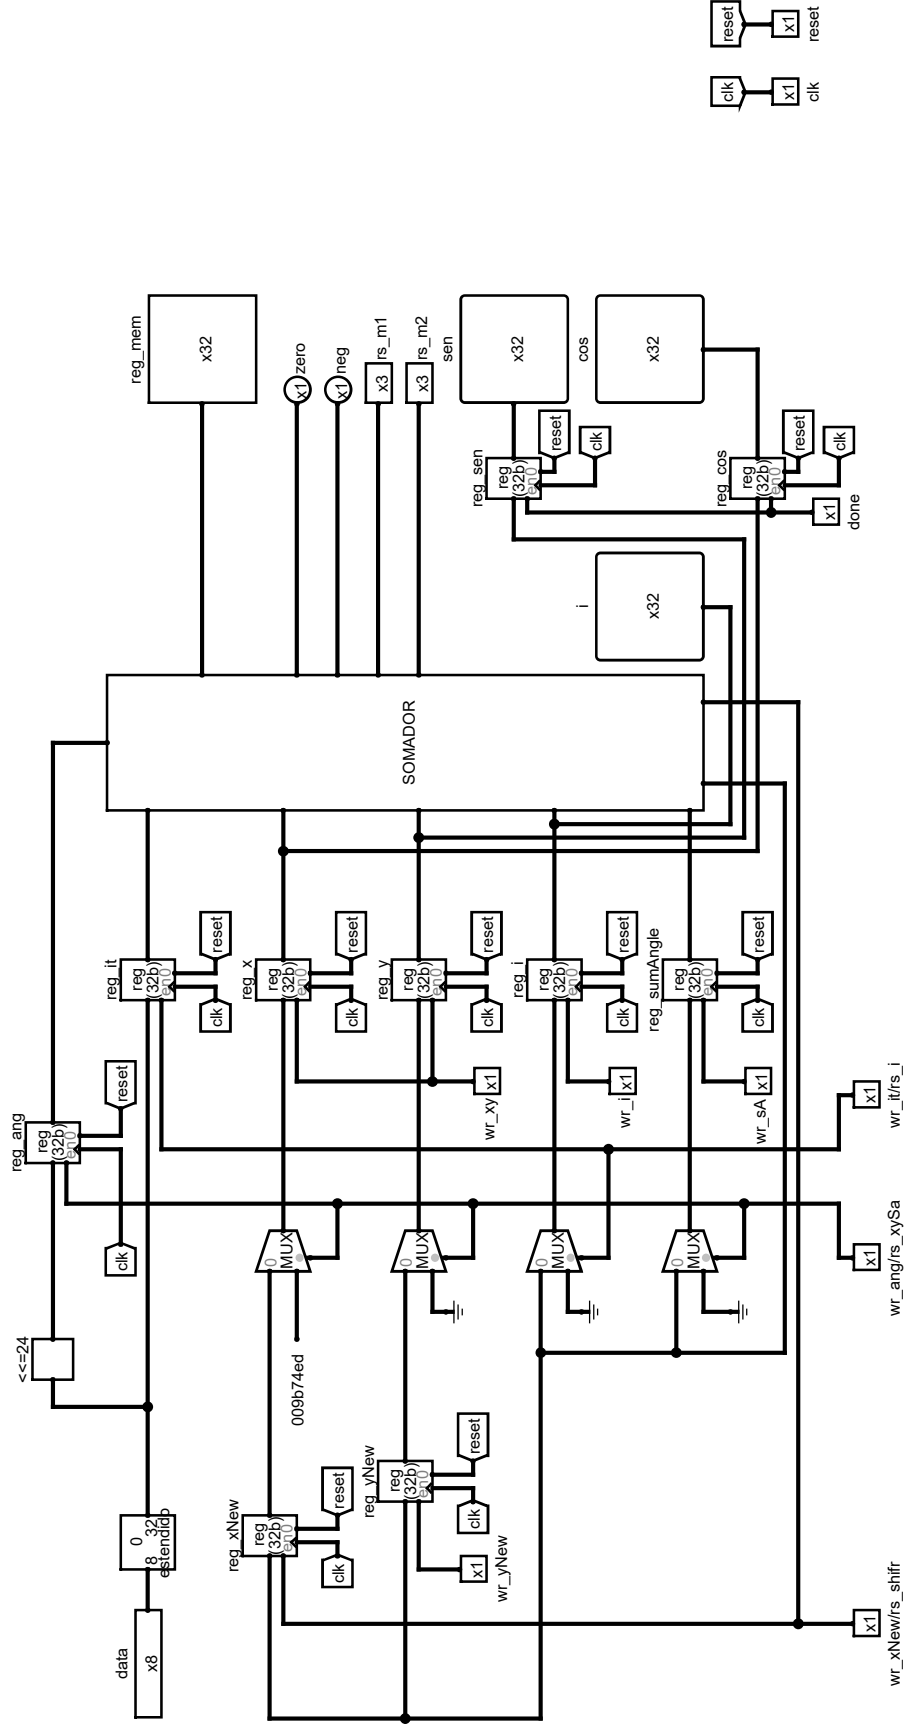 data
x8
0
8 32
estendido
<<=24
reg_ang
reg
(32b)
en0
clk
reset
reg_it
reg
(32b)
en0
clk
reset
reg_xNew
reg
(32b)
en0
clk
reset
009b74ed
0
MUX
reg_x
reg
(32b)
en0
clk
reset
reg_yNew
reg
(32b)
en0
clk
reset
x1
wr_yNew
0
MUX
x1
wr_xy
reg_y
reg
(32b)
en0
clk
reset
0
MUX
x1
wr_i
reg_i
reg
(32b)
en0
clk
reset
0
MUX
x1
wr_sA
reg_sumAngle
reg
(32b)
en0
clk
reset
x1
wr_xNew/rs_shifr
x1
wr_ang/rs_xySa
x1
wr_it/rs_i
SOMADOR
reg_mem
x32
x1
zero
x1
neg
x3
rs_m1
x3
rs_m2
i
x32
reg_sen
reg
(32b)
en0
reset
clk
sen
x32
reg_cos
reg
(32b)
en0
reset
clk
cos
x32
x1
done
clk
x1
clk
reset
x1
reset